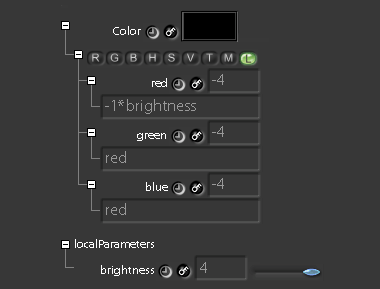 Color
R G B H S V T M L
red -4
-1*brightness
green -4
red
blue -4
red
localParameters
brightness 4